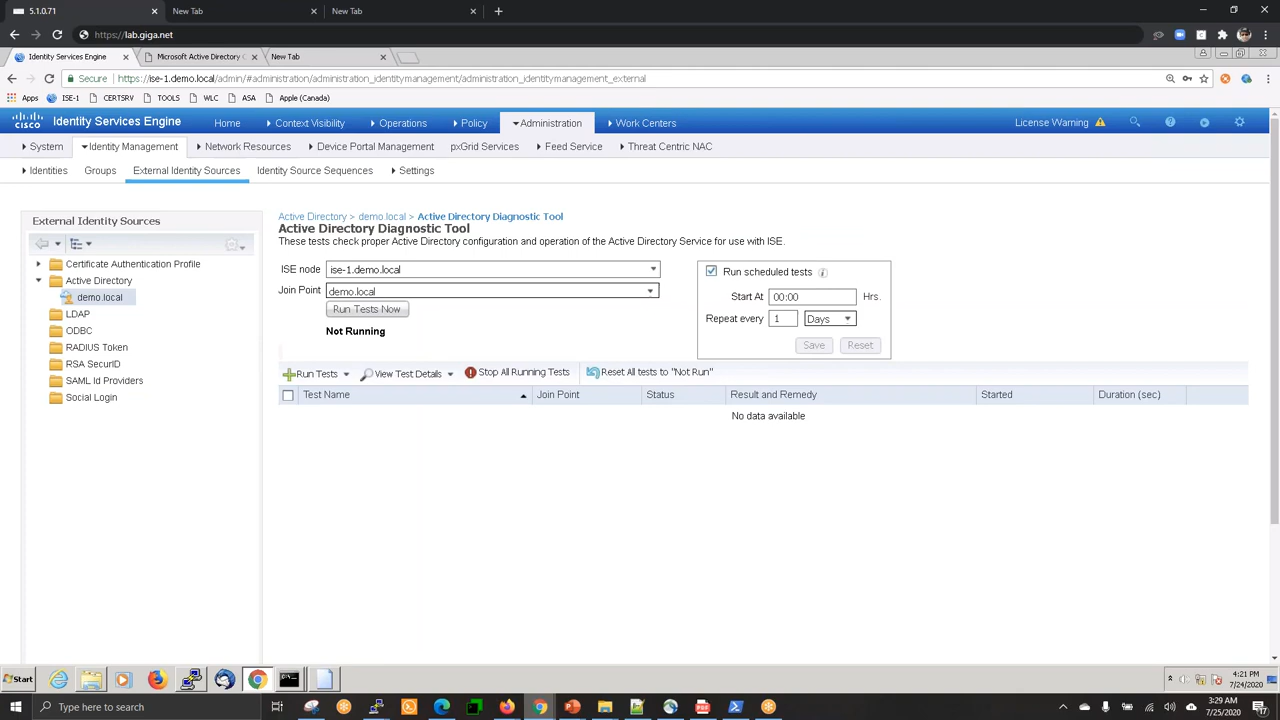 5.1.0.71
New Tab
New Tab
https://lab.giga.net
Identity Services Engine
Microsoft Active Directory C
New Tab
Secure https://ise-1.demo.local/admin/#administration/administration_identitymanagement/administration_identitymanagement_external
Apps ISE-1 CERTSRV TOOLS WLC ASA Apple (Canada)
CISCO Identity Services Engine Home Context Visibility Operations Policy Administration Work Centers License Warning
System Identity Management Network Resources Device Portal Management pxGrid Services Feed Service Threat Centric NAC
Identities Groups External Identity Sources Identity Source Sequences Settings
External Identity Sources
Certificate Authentication Profile
Active Directory
demo.local
LDAP
ODBC
RADIUS Token
RSA SecurID
SAML Id Providers
Social Login
Active Directory > demo.local > Active Directory Diagnostic Tool
Active Directory Diagnostic Tool
These tests check proper Active Directory configuration and operation of the Active Directory Service for use with ISE.
ISE node ise-1.demo.local
Join Point demo.local
Run Tests Now
Not Running
Run scheduled tests
Start At 00:00 Hrs.
Repeat every 1 Days
Save Reset
Run Tests View Test Details Stop All Running Tests Reset All tests to "Not Run"
Test Name Join Point Status Result and Remedy Started Duration (sec)
No data available
Start
4:21 PM
7/24/2020
Type here to search
3:29 AM
7/25/2020
17